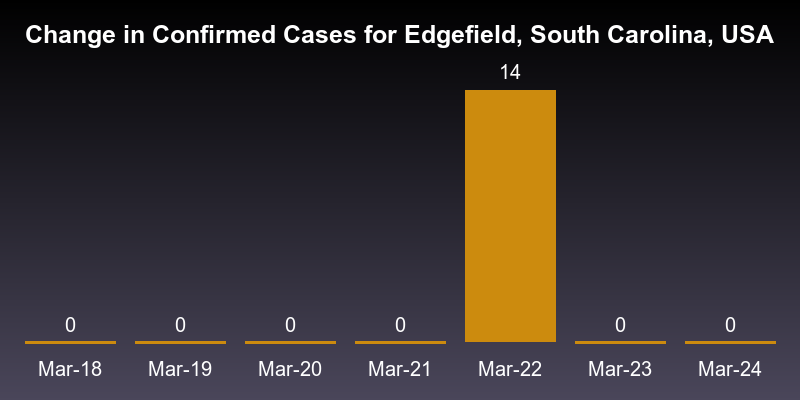 Change in Confirmed Cases for Edgefield, South Carolina, USA
14
0 0 0 0 0 0
Mar-18 Mar-19 Mar-20 Mar-21 Mar-22 Mar-23 Mar-24